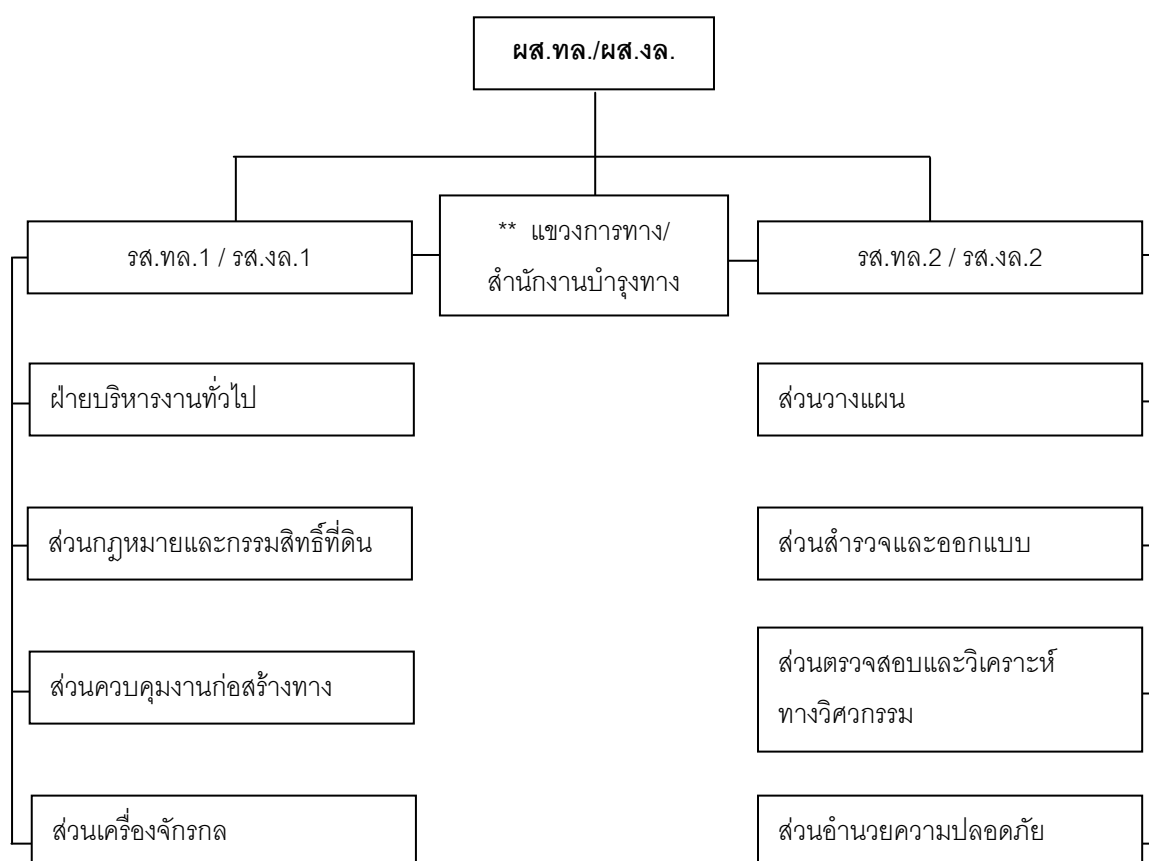 ผส.ทล./ผส.งล.
รส.ทล.1 / รส.งล.1
** แขวงการทาง/
สำนักงานบำรุงทาง
รส.ทล.2 / รส.งล.2
ฝ่ายบริหารงานทั่วไป
ส่วนวางแผน
ส่วนกฎหมายและกรรมสิทธิ์ที่ดิน
ส่วนสำรวจและออกแบบ
ส่วนควบคุมงานก่อสร้างทาง
ส่วนตรวจสอบและวิเคราะห์
ทางวิศวกรรม
ส่วนเครื่องจักรกล
ส่วนอำนวยความปลอดภัย